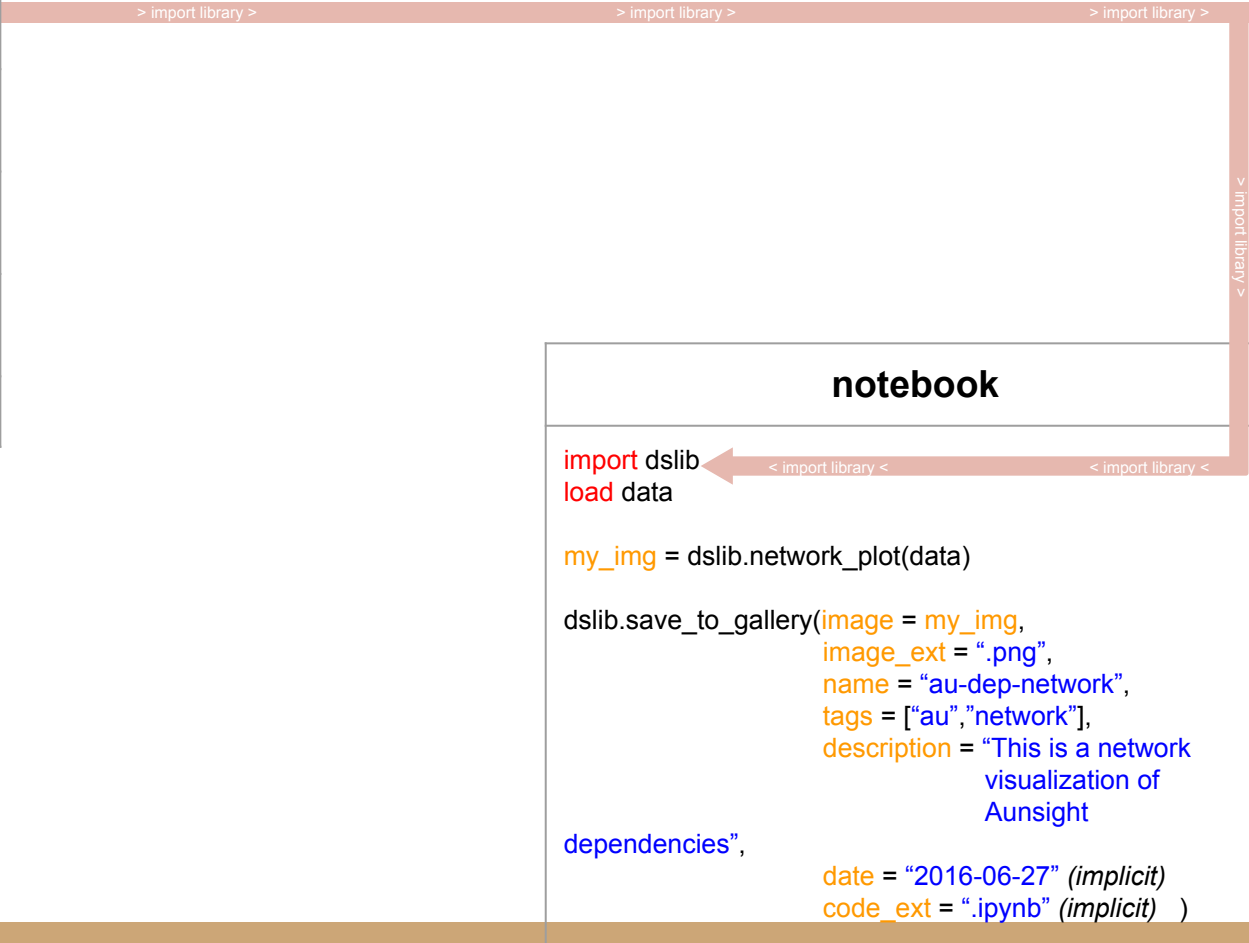 > import library > > import library > > import library >
> import library >
notebook
import dslib
< import library < < import library <
load data
my_img = dslib.network_plot(data)
dslib.save_to_gallery(image = my_img,
image_ext = “.png”,
name = “au-dep-network”,
tags = [“au”,”network”],
description = “This is a network
visualization of
Aunsight
dependencies”,
date = “2016-06-27” (implicit)
code_ext = “.ipynb” (implicit) )